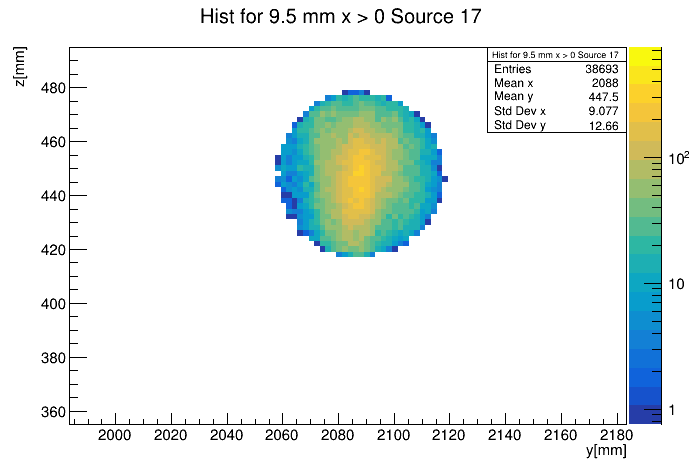 Hist for 9.5 mm x > 0 Source 17
z[mm]
Hist for 9.5 mm x > 0 Source 17
Entries 38693
Mean x 2088
Mean y 447.5
Std Dev x 9.077
Std Dev y 12.66
480
460
440
420
400
380
360
10²
10
1
2000 2020 2040 2060 2080 2100 2120 2140 2160 2180
y[mm]